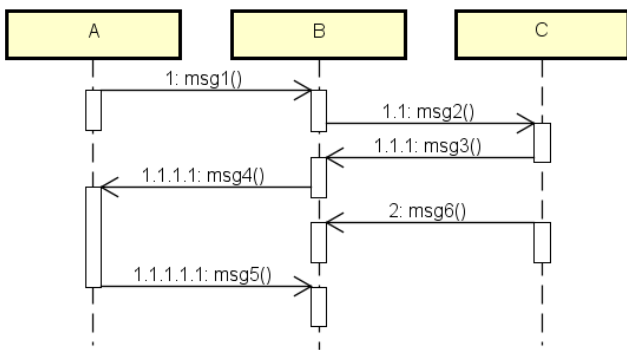 A
B
C
1: msg1()
1.1: msg2()
1.1.1: msg3()
1.1.1.1: msg4()
2: msg6()
1.1.1.1.1: msg5()